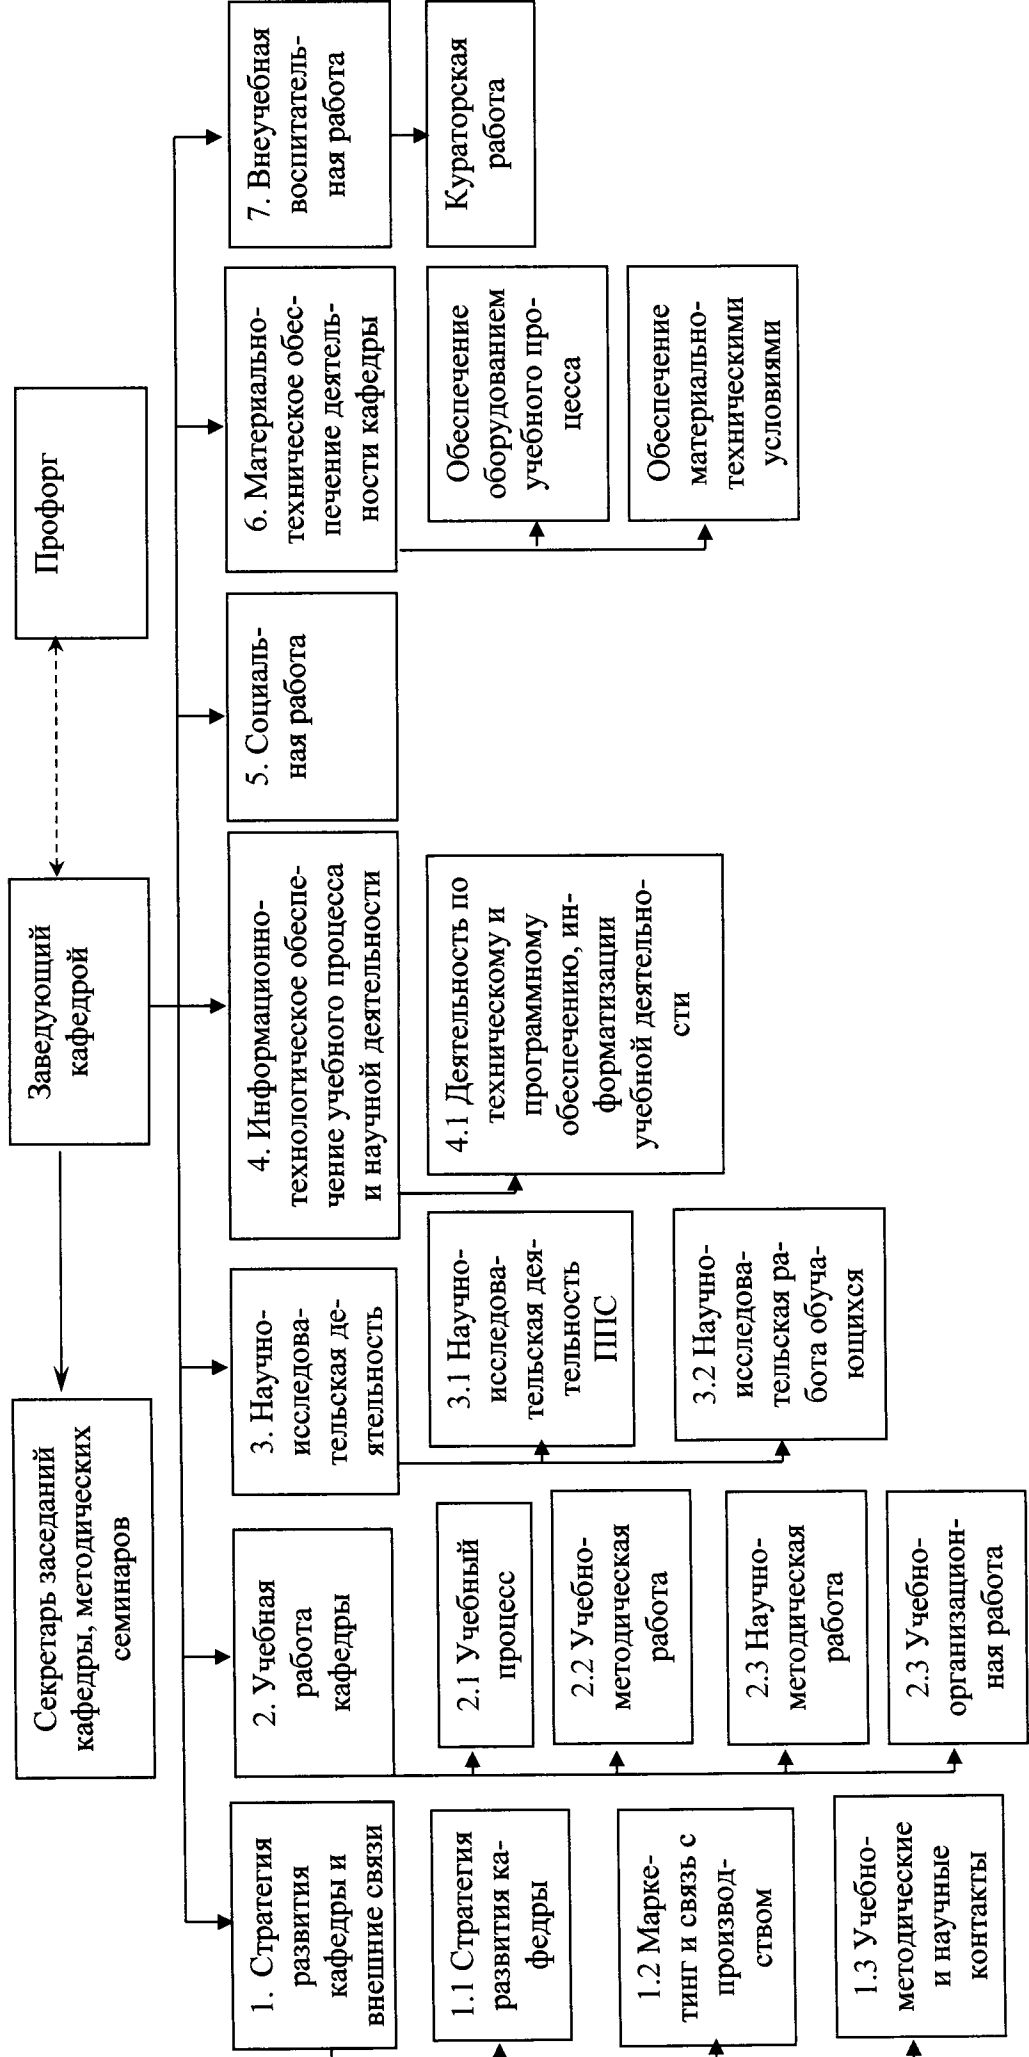 Секретарь заседаний
кафедры, методических
семинаров
Заведующий
кафедрой
Профорг
1. Стратегия
развития
кафедры и
внешние связи
2. Учебная
работа
кафедры
3. Научно-
исследова-
тельская де-
ятельность
4. Информационно-
технологическое обеспе-
чение учебного процесса
и научной деятельности
5. Социаль-
ная работа
6. Материально-
техническое обес-
печение деятель-
ности кафедры
7. Внеучебная
воспитатель-
ная работа
1.1 Стратегия
развития ка-
федры
1.2 Марке-
тинг и связь с
производ-
ством
1.3 Учебно-
методические
и научные
контакты
2.1 Учебный
процесс
2.2 Учебно-
методическая
работа
2.3 Научно-
методическая
работа
2.3 Учебно-
организацион-
ная работа
3.1 Научно-
исследова-
тельская дея-
тельность
ППС
3.2 Научно-
исследова-
тельская ра-
бота обуча-
ющихся
4.1 Деятельность по
техническому и
программному
обеспечению, ин-
форматизации
учебной деятельно-
сти
Обеспечение
оборудованием
учебного про-
цесса
Обеспечение
материально-
техническими
условиями
Кураторская
работа